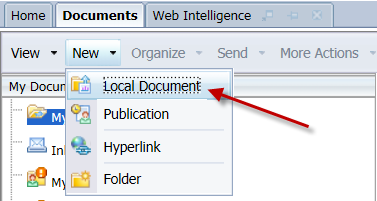 Home Documents Web Intelligence
View New Organize Send More Actions
My Docum
Local Document
My
Publication
In
Hyperlink
My
Folder